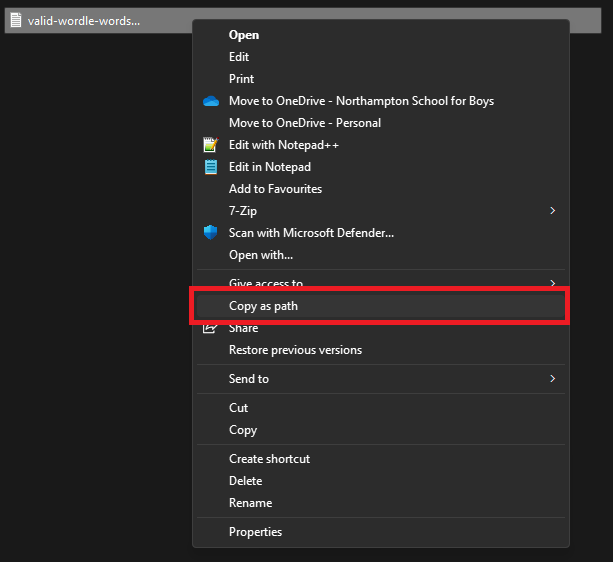 valid-wordle-words...
Open
Edit
Print
Move to OneDrive - Northampton School for Boys
Move to OneDrive - Personal
Edit with Notepad++
Edit in Notepad
Add to Favourites
7-Zip
Scan with Microsoft Defender...
Open with...
Give access to
Copy as path
Share
Restore previous versions
Send to
Cut
Copy
Create shortcut
Delete
Rename
Properties